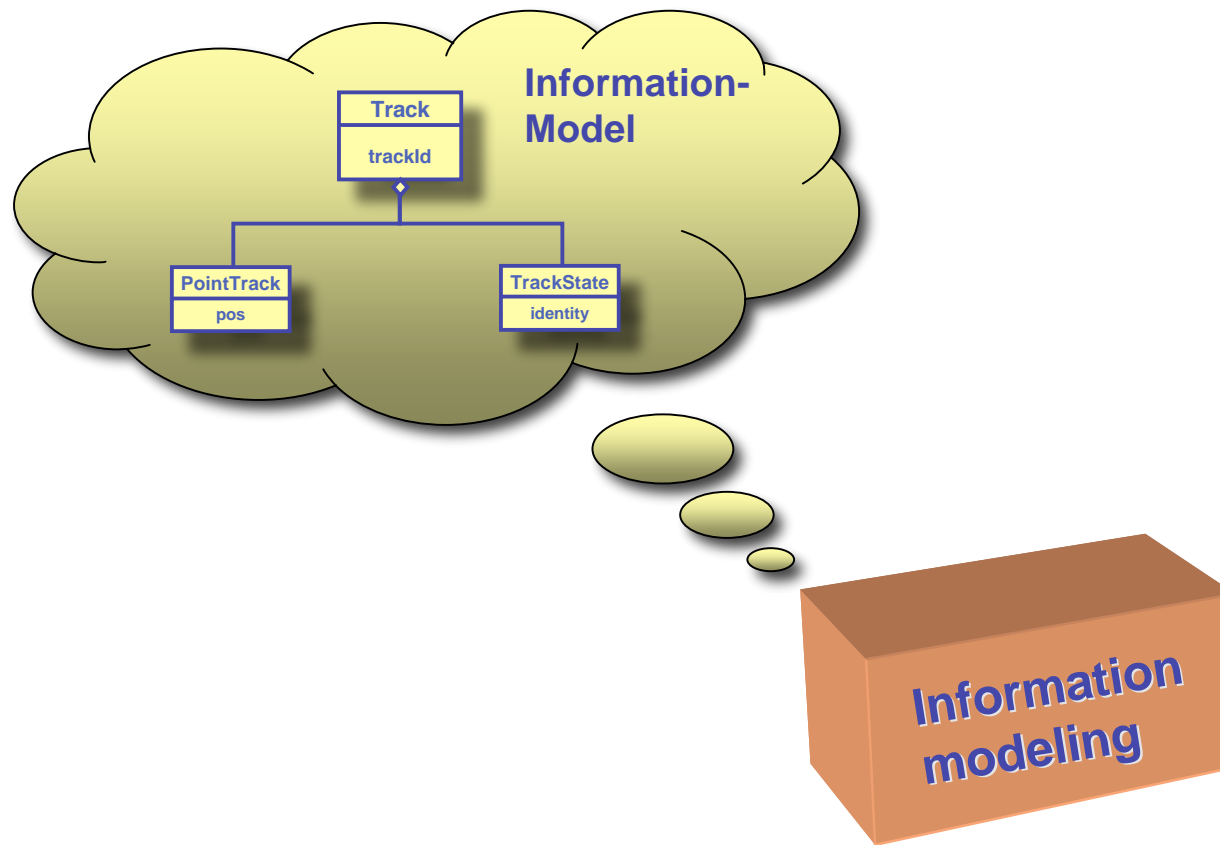 Information-
Model
Track
trackId
PointTrack
pos
TrackState
identity
Information
modeling